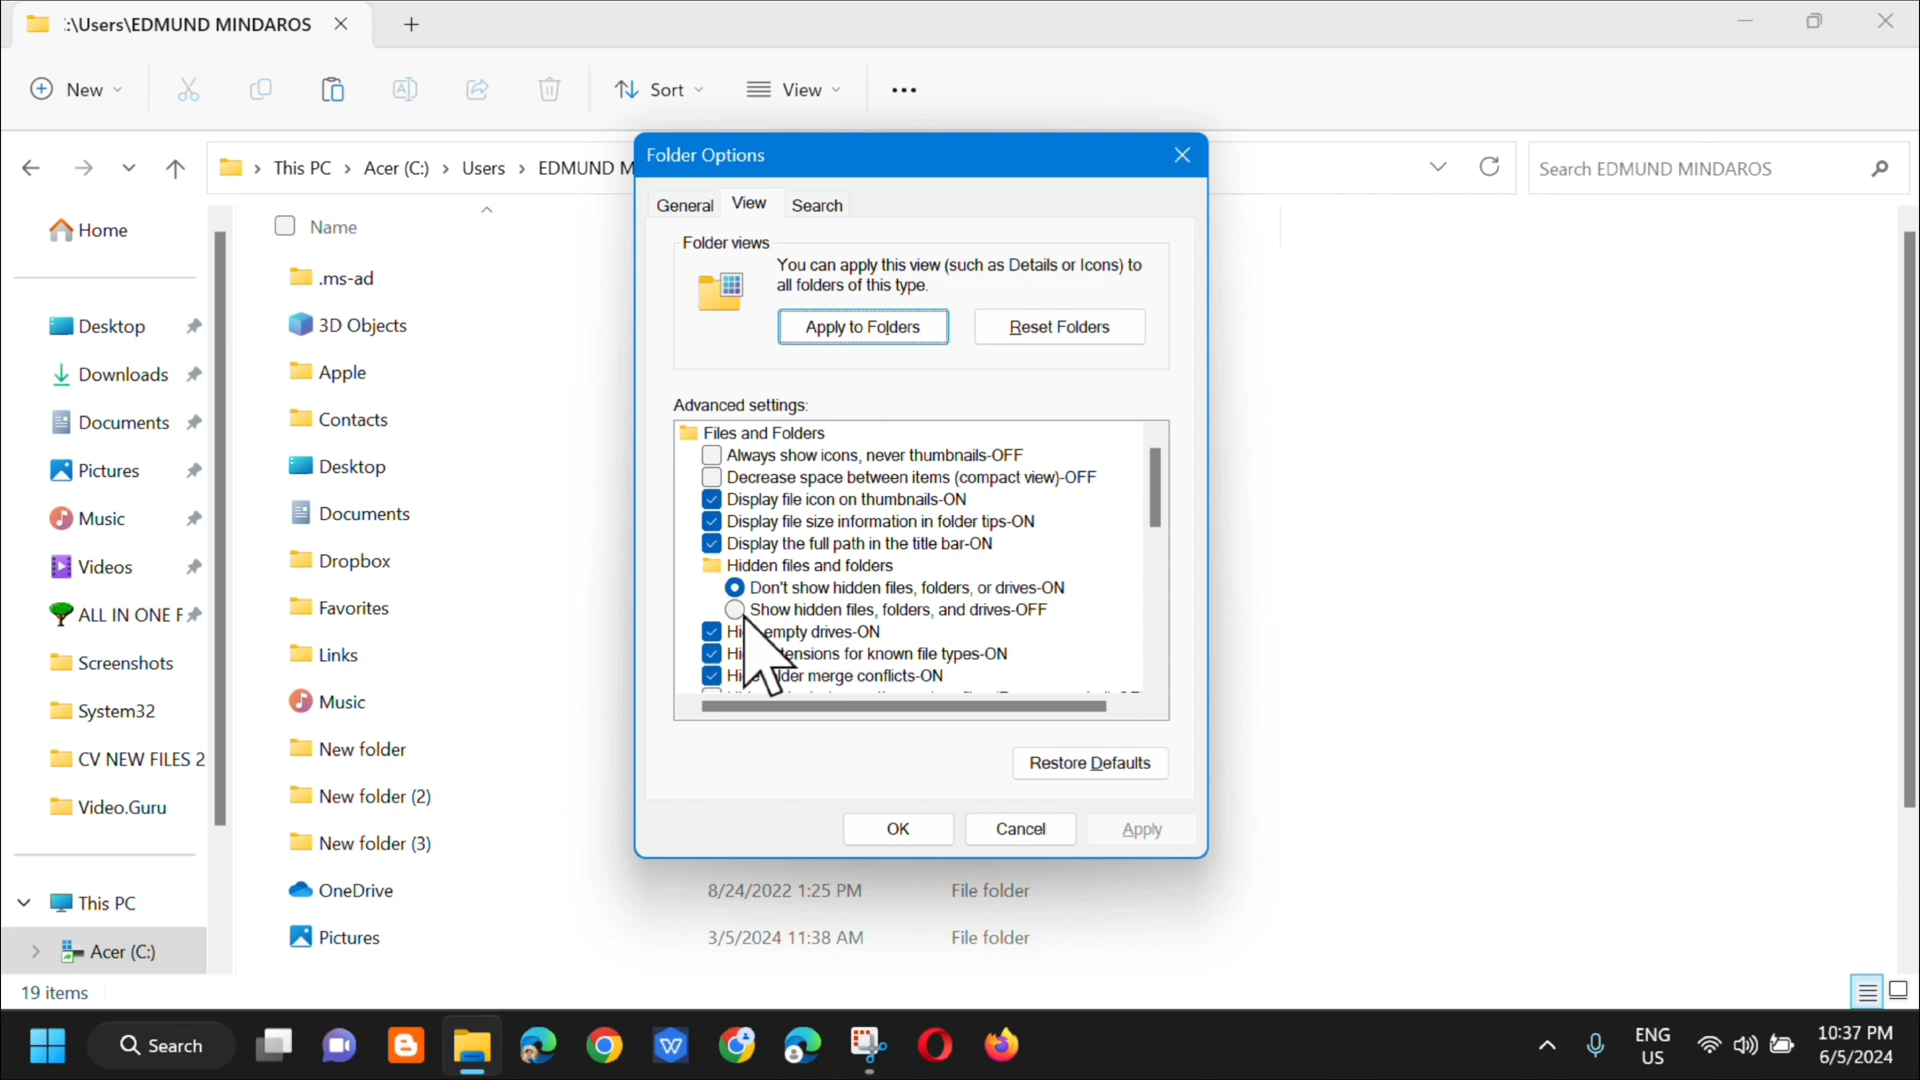 :\Users\EDMUND MINDAROS
New
Sort
View
This PC
Acer (C:)
Users
EDMUND M
Search EDMUND MINDAROS
Folder Options
General
View
Search
Folder views
You can apply this view (such as Details or Icons) to
all folders of this type.
Apply to Folders
Reset Folders
Advanced settings:
Files and Folders
Always show icons, never thumbnails-OFF
Decrease space between items (compact view)-OFF
Display file icon on thumbnails-ON
Display file size information in folder tips-ON
Display the full path in the title bar-ON
Hidden files and folders
Don't show hidden files, folders, or drives-ON
Show hidden files, folders, and drives-OFF
empty drives-ON
for known file types-ON
merge conflicts-ON
Restore Defaults
OK
Cancel
Apply
Home
Desktop
Downloads
Documents
Pictures
Music
Videos
ALL IN ONE F
Screenshots
System32
CV NEW FILES 2
Video.Guru
This PC
Acer (C:)
Name
.ms-ad
3D Objects
Apple
Contacts
Desktop
Documents
Dropbox
Favorites
Links
Music
New folder
New folder (2)
New folder (3)
OneDrive 8/24/2022 1:25 PM File folder
Pictures 3/5/2024 11:38 AM File folder
19 items
Search
ENG
US
10:37 PM
6/5/2024